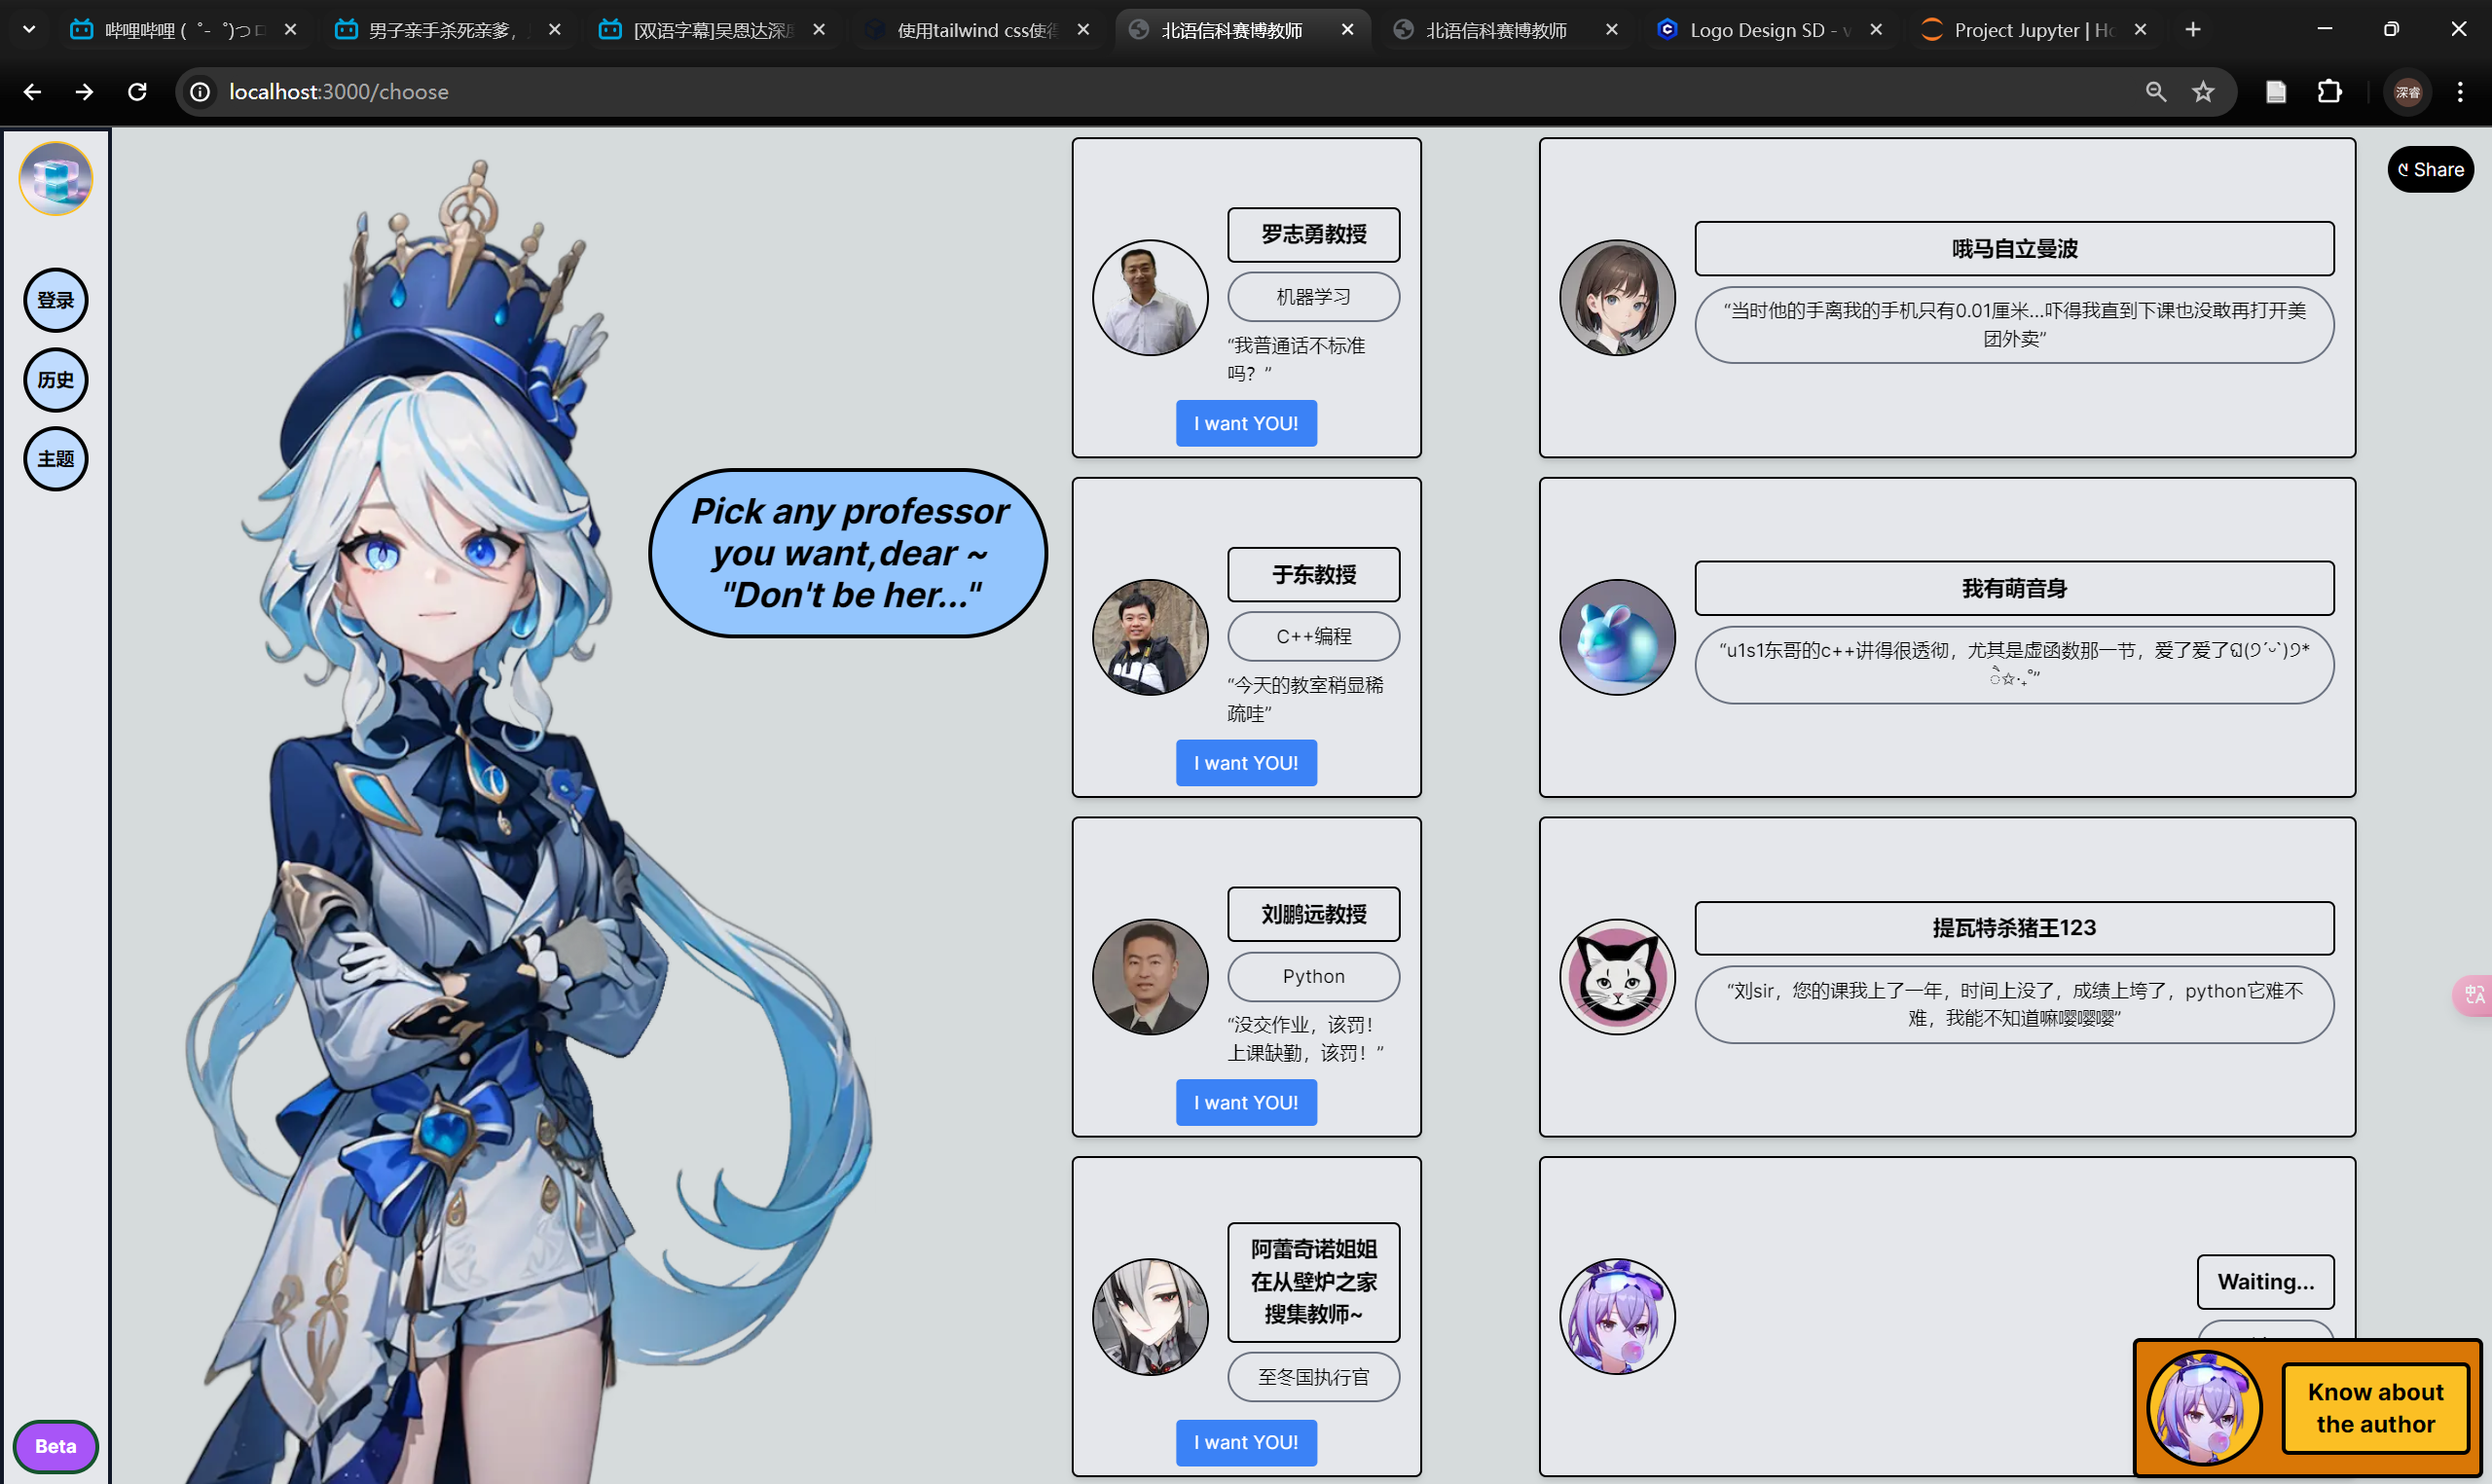 哔哩哔哩 ( ゜- ゜)つロ
男子亲手杀死亲爹，
[双语字幕]吴恩达深度
使用tailwind css使得
北语信科赛博教师
北语信科赛博教师
Logo Design SD - v
Project Jupyter | Ho
localhost:3000/choose
深睿
Share
登录
历史
主题
Beta
Pick any professor
you want,dear ~
"Don't be her..."
罗志勇教授
机器学习
“我普通话不标准
吗？”
I want YOU!
哦马自立曼波
“当时他的手离我的手机只有0.01厘米...吓得我直到下课也没敢再打开美
团外卖”
于东教授
C++编程
“今天的教室稍显稀
疏哇”
I want YOU!
我有萌音身
“u1s1东哥的c++讲得很透彻，尤其是虚函数那一节，爱了爱了
刘鹏远教授
Python
“没交作业，该罚！
上课缺勤，该罚！”
I want YOU!
提瓦特杀猪王123
“刘sir，您的课我上了一年，时间上没了，成绩上垮了，python它难不
难，我能不知道嘛嘤嘤嘤”
阿蕾奇诺姐姐
在从壁炉之家
搜集教师~
至冬国执行官
I want YOU!
Waiting...
Know about
the author
中
A